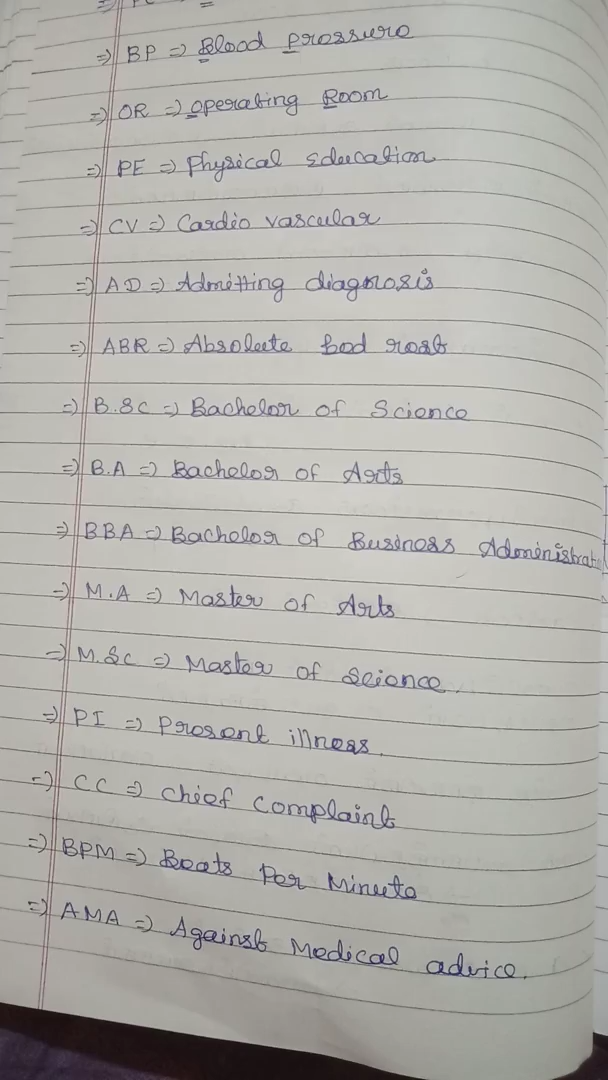 ⇒ BP ⇒ Blood Pressure
⇒ OR ⇒ Operating Room
⇒ PE ⇒ Physical Education
⇒ CV ⇒ Cardio vascular
⇒ AD ⇒ Admitting diagnosis
⇒ ABR ⇒ Absolute bed rest
⇒ B.Sc ⇒ Bachelor of Science
⇒ B.A ⇒ Bachelor of Arts
⇒ BBA ⇒ Bachelor of Business Administrat
⇒ M.A ⇒ Master of Arts
⇒ M.Sc ⇒ Master of Science.
⇒ PI ⇒ Present illness.
⇒ CC ⇒ Chief Complaint
⇒ BPM ⇒ Beats Per Minute
⇒ AMA ⇒ Against Medical advice.